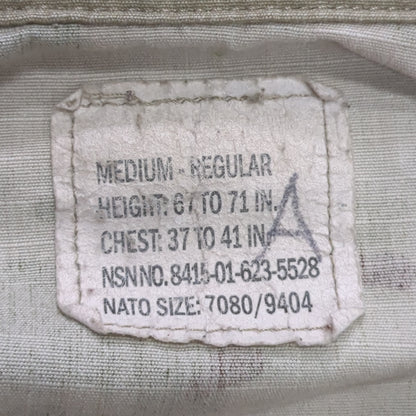 MEDIUM - REGULAR
HEIGHT: 67 TO 71 IN.
CHEST: 37 TO 41 IN.
A
NSN NO. 8415-01-623-5528
NATO SIZE: 7080/9404